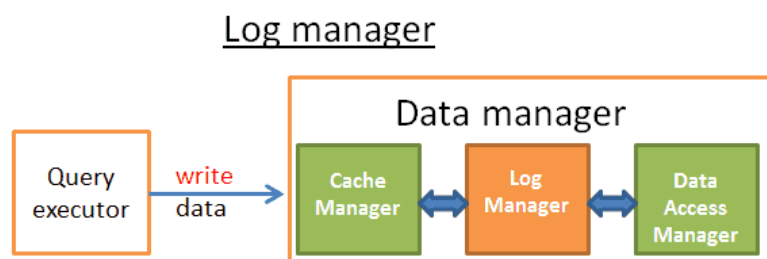 Log manager
Data manager
Query
executor
write
data
Cache
Manager
Log
Manager
Data
Access
Manager